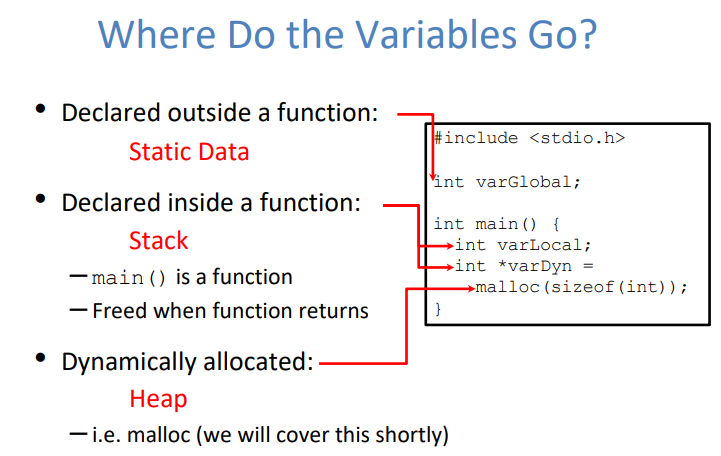 Where Do the Variables Go?
• Declared outside a function:
Static Data
• Declared inside a function:
Stack
– main() is a function
– Freed when function returns
• Dynamically allocated:
Heap
– i.e. malloc (we will cover this shortly)
#include <stdio.h>
int varGlobal;
int main() {
int varLocal;
int *varDyn =
malloc(sizeof(int));
}